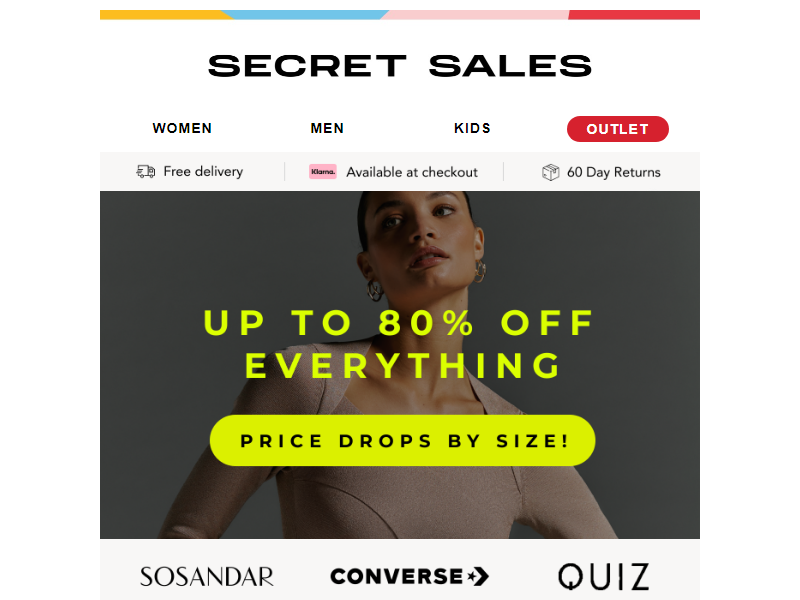 SECRET SALES
WOMEN MEN KIDS OUTLET
Free delivery Klarna. Available at checkout 60 Day Returns
UP TO 80% OFF
EVERYTHING
PRICE DROPS BY SIZE!
SOSANDAR CONVERSE QUIZ